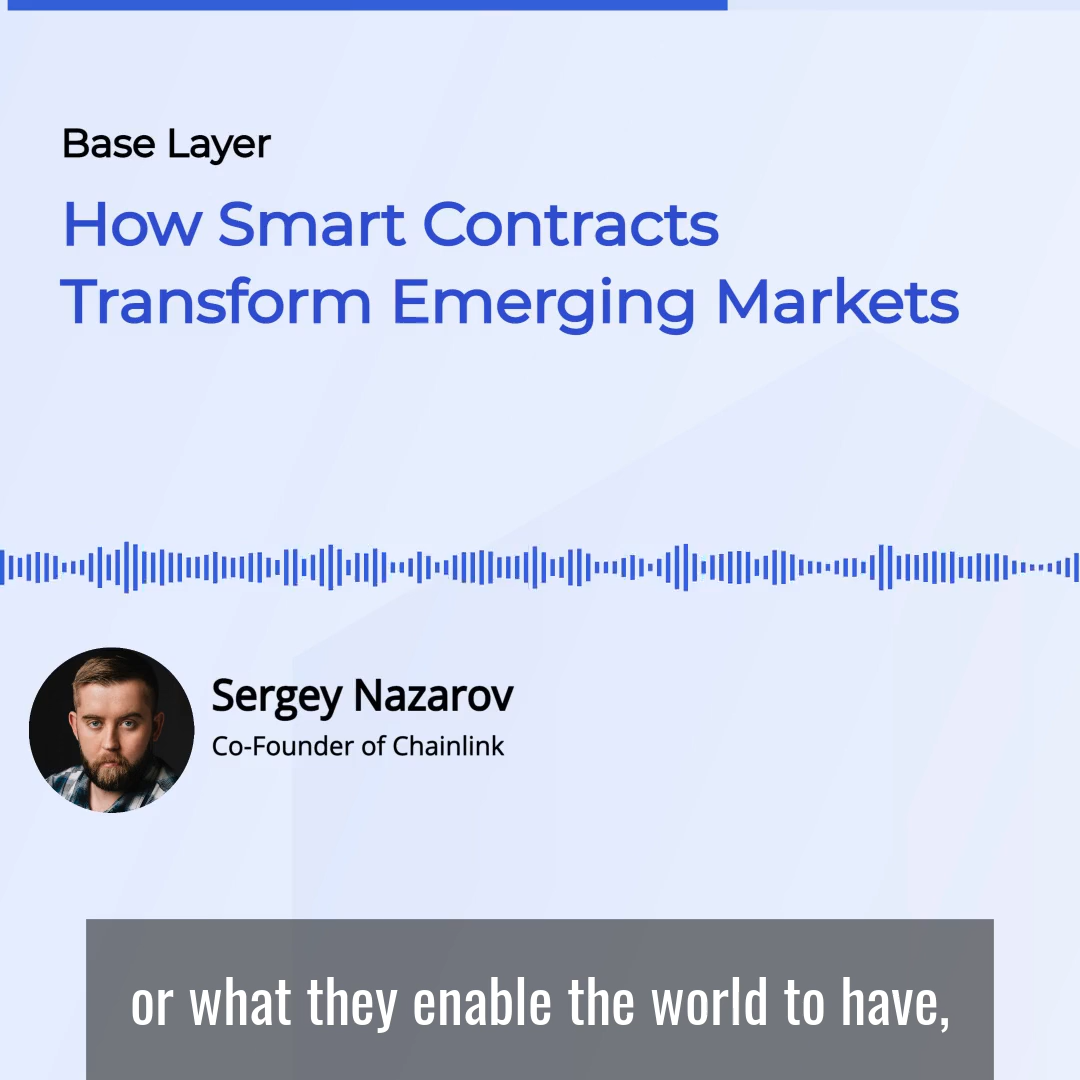 Base Layer
How Smart Contracts
Transform Emerging Markets
Sergey Nazarov
Co-Founder of Chainlink
or what they enable the world to have,